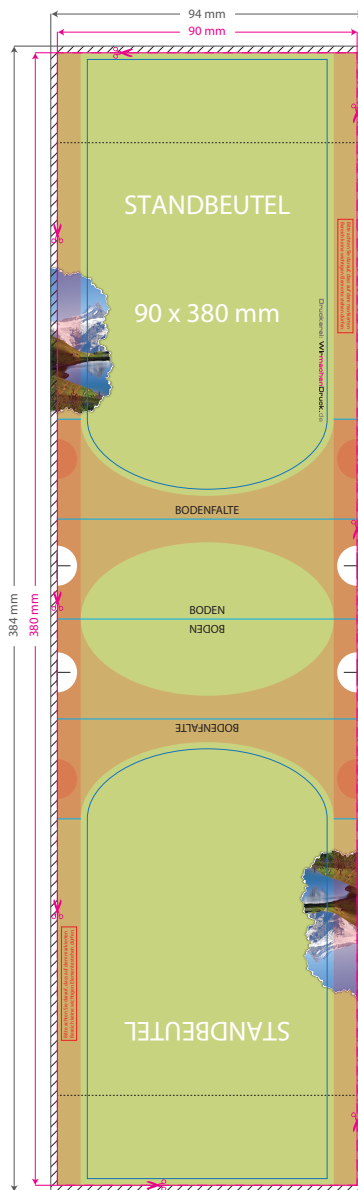 94 mm
90 mm
STANDBEUTEL
90 x 380 mm
Druckerei WIRmachenDRUCK.de
BODENFALTE
384 mm
380 mm
BODEN
BODEN
BODENFALTE
STANDBEUTEL